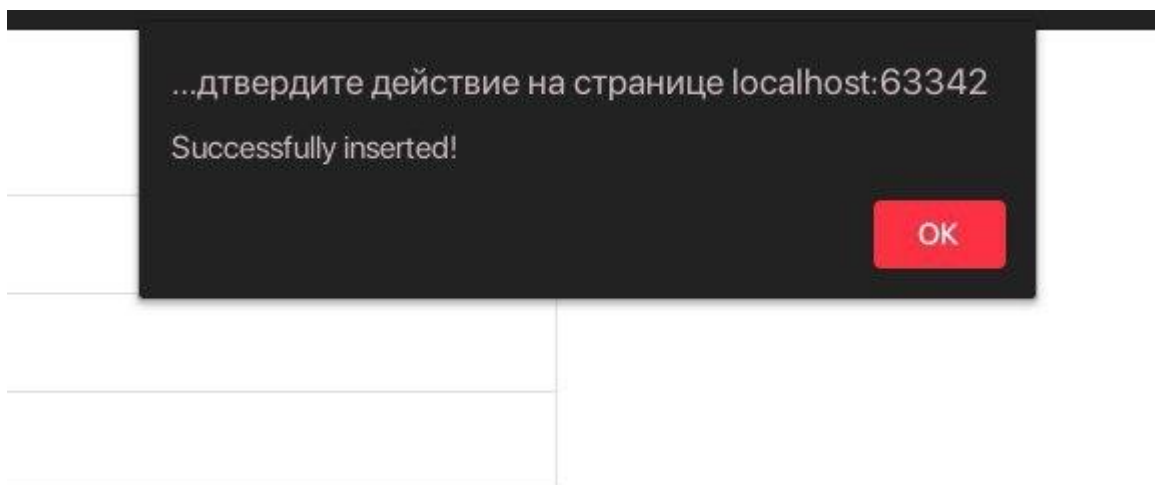 ...дтвердите действие на странице localhost:63342
Successfully inserted!
OK